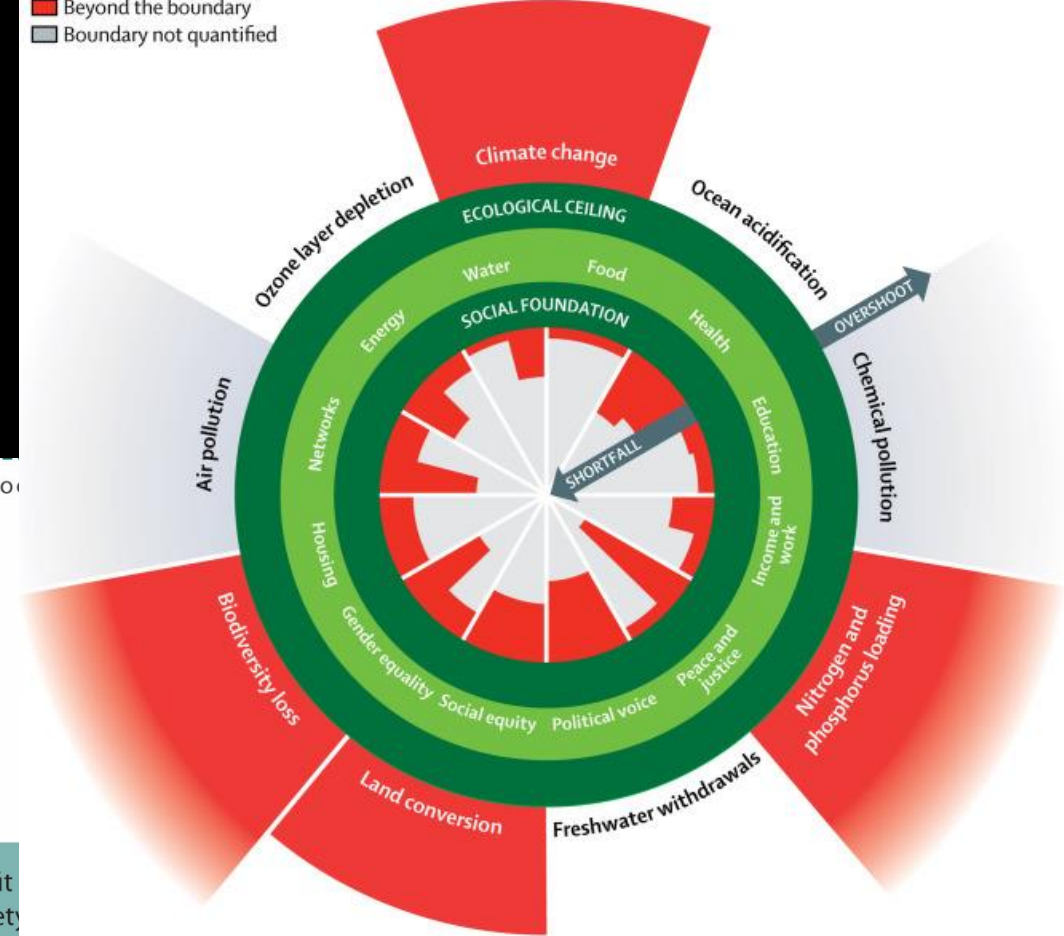 Beyond the boundary
Boundary not quantified
Climate change
Ozone layer depletion
Ocean acidification
ECOLOGICAL CEILING
Water
Food
SOCIAL FOUNDATION
Energy
Health
OVERSHOOT
Air pollution
Networks
Education
Chemical pollution
SHORTFALL
Housing
Income and
work
Biodiversity loss
Gender equality
Social equity
Political voice
Peace and
justice
Nitrogen and
phosphorus loading
Land conversion
Freshwater withdrawals